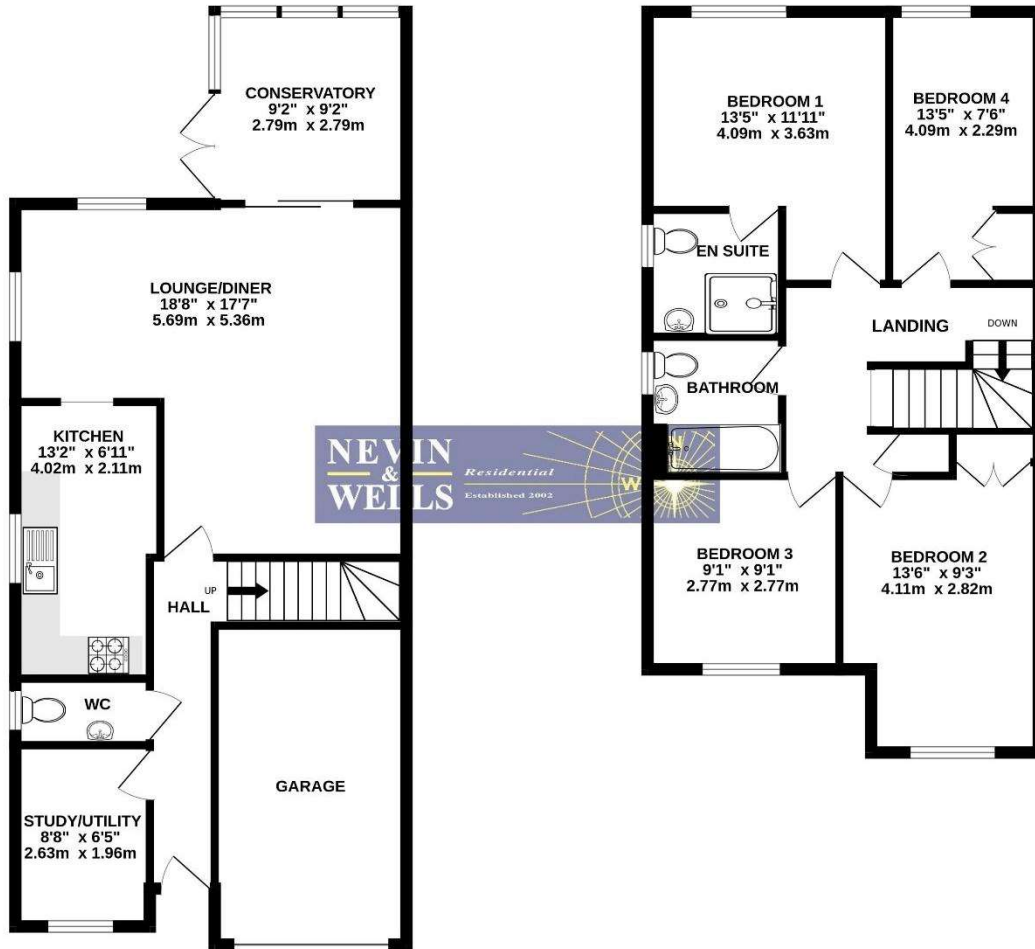 CONSERVATORY
9'2" x 9'2"
2.79m x 2.79m
LOUNGE/DINER
18'8" x 17'7"
5.69m x 5.36m
KITCHEN
13'2" x 6'11"
4.02m x 2.11m
UP
HALL
WC
STUDY/UTILITY
8'8" x 6'5"
2.63m x 1.96m
GARAGE
NEVIN
&
WELLS
Residential
Established 2002
N
W
BEDROOM 1
13'5" x 11'11"
4.09m x 3.63m
BEDROOM 4
13'5" x 7'6"
4.09m x 2.29m
EN SUITE
LANDING
DOWN
BATHROOM
BEDROOM 3
9'1" x 9'1"
2.77m x 2.77m
BEDROOM 2
13'6" x 9'3"
4.11m x 2.82m